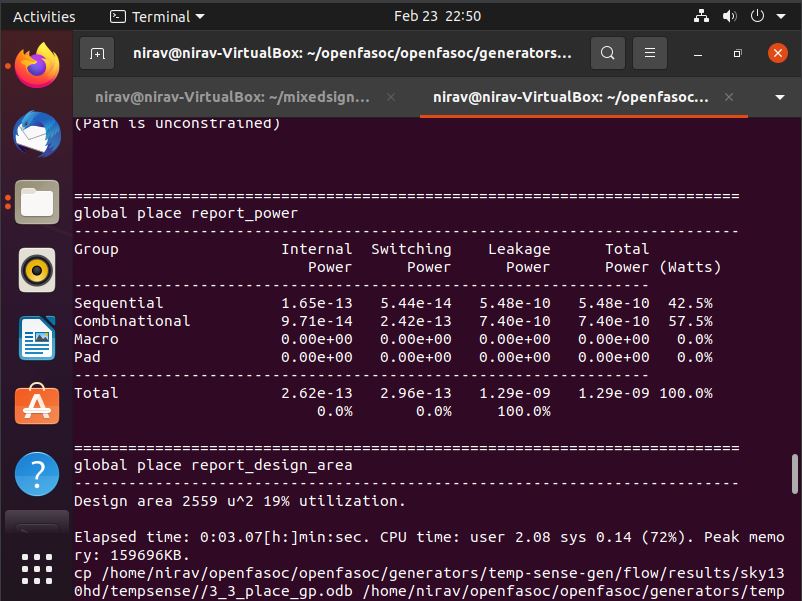 Activities Terminal Feb 23 22:50
nirav@nirav-VirtualBox: ~/openfasoc/openfasoc/generators...
nirav@nirav-VirtualBox: ~/mixedsign... nirav@nirav-VirtualBox: ~/openfasoc...
(Path is unconstrained)
==========================================================================
global place report_power
--------------------------------------------------------------------------
Group Internal Switching Leakage Total
Power Power Power Power (Watts)
----------------------------------------------------------------
Sequential 1.65e-13 5.44e-14 5.48e-10 5.48e-10 42.5%
Combinational 9.71e-14 2.42e-13 7.40e-10 7.40e-10 57.5%
Macro 0.00e+00 0.00e+00 0.00e+00 0.00e+00 0.0%
Pad 0.00e+00 0.00e+00 0.00e+00 0.00e+00 0.0%
----------------------------------------------------------------
Total 2.62e-13 2.96e-13 1.29e-09 1.29e-09 100.0%
0.0% 0.0% 100.0%
==========================================================================
global place report_design_area
--------------------------------------------------------------------------
Design area 2559 u^2 19% utilization.
Elapsed time: 0:03.07[h:]min:sec. CPU time: user 2.08 sys 0.14 (72%). Peak memo
ry: 159696KB.
cp /home/nirav/openfasoc/openfasoc/generators/temp-sense-gen/flow/results/sky13
0hd/tempsense//3_3_place_gp.odb /home/nirav/openfasoc/openfasoc/generators/temp